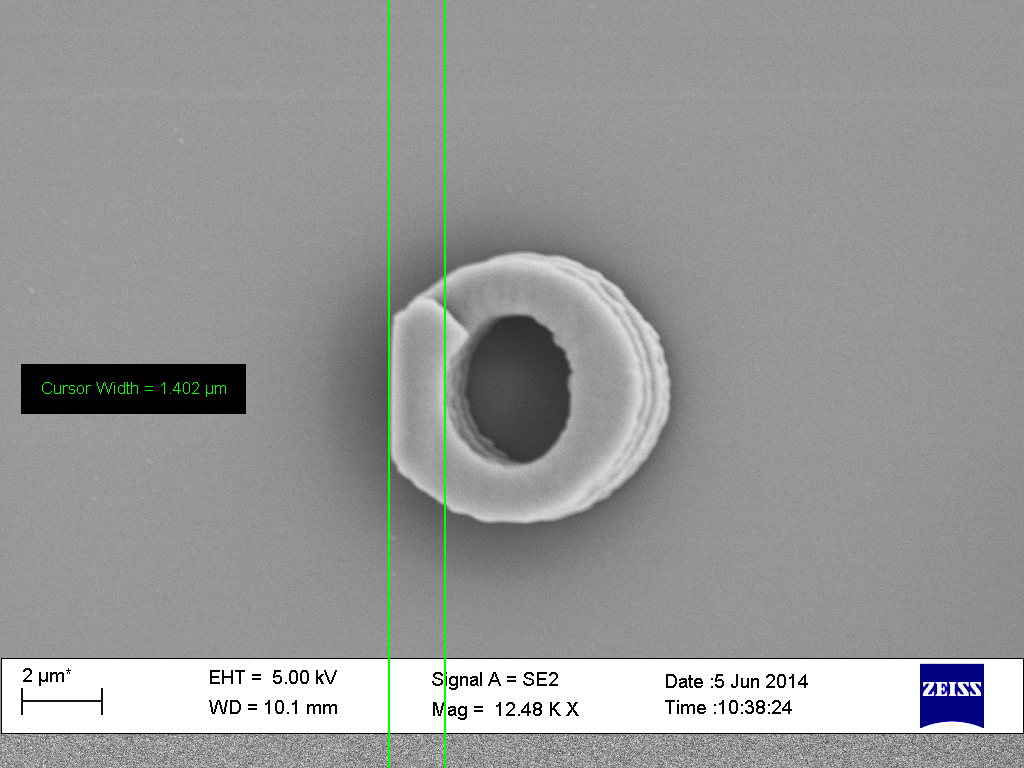 Cursor Width = 1.402 µm
2 µm*
EHT = 5.00 kV
WD = 10.1 mm
Signal A = SE2
Mag = 12.48 K X
Date :5 Jun 2014
Time :10:38:24
ZEISS